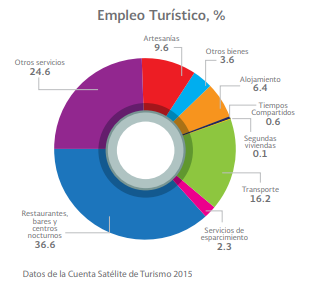 Empleo Turístico, %
Artesanías
9.6
Otros bienes
3.6
Otros servicios
24.6
Alojamiento
6.4
Tiempos
Compartidos
0.6
Segundas
viviendas
0.1
Transporte
16.2
Servicios de
esparcimiento
2.3
Restaurantes,
bares y
centros
nocturnos
36.6
Datos de la Cuenta Satélite de Turismo 2015